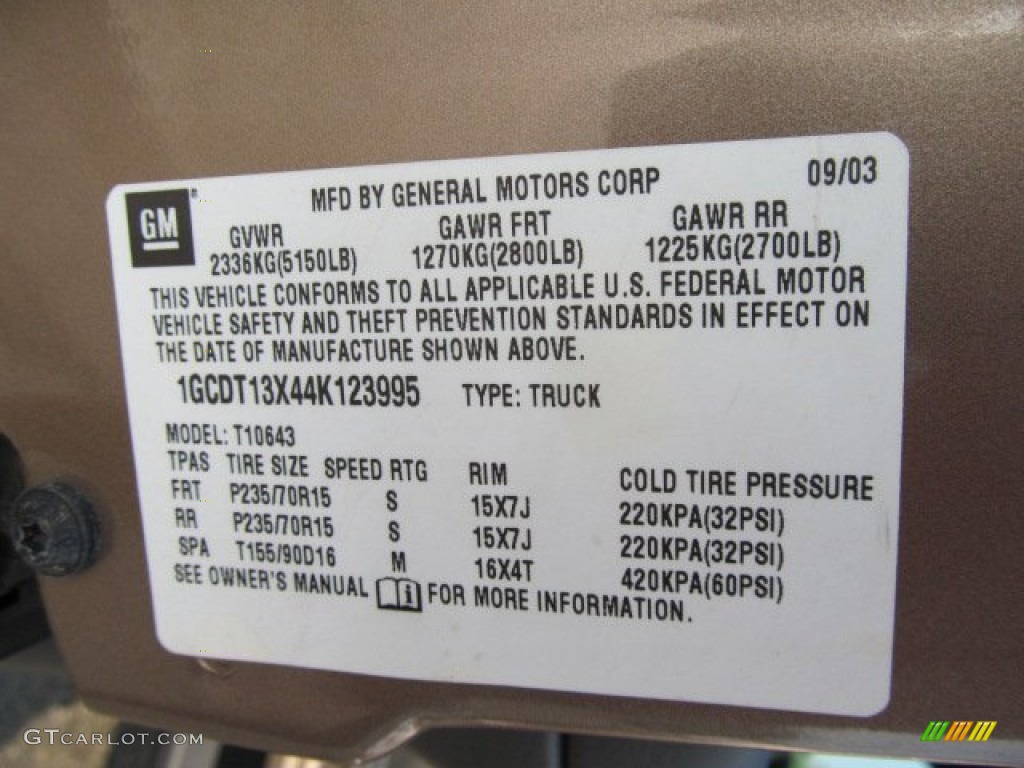 GM® MFD BY GENERAL MOTORS CORP 09/03
GVWR GAWR FRT GAWR RR
2336KG(5150LB) 1270KG(2800LB) 1225KG(2700LB)
THIS VEHICLE CONFORMS TO ALL APPLICABLE U.S. FEDERAL MOTOR
VEHICLE SAFETY AND THEFT PREVENTION STANDARDS IN EFFECT ON
THE DATE OF MANUFACTURE SHOWN ABOVE.
1GCDT13X44K123995 TYPE: TRUCK
MODEL: T10643
TPAS TIRE SIZE SPEED RTG RIM COLD TIRE PRESSURE
FRT P235/70R15 S 15X7J 220KPA(32PSI)
RR P235/70R15 S 15X7J 220KPA(32PSI)
SPA T155/90D16 M 16X4T 420KPA(60PSI)
SEE OWNER'S MANUAL FOR MORE INFORMATION.
GTCARLOT.COM